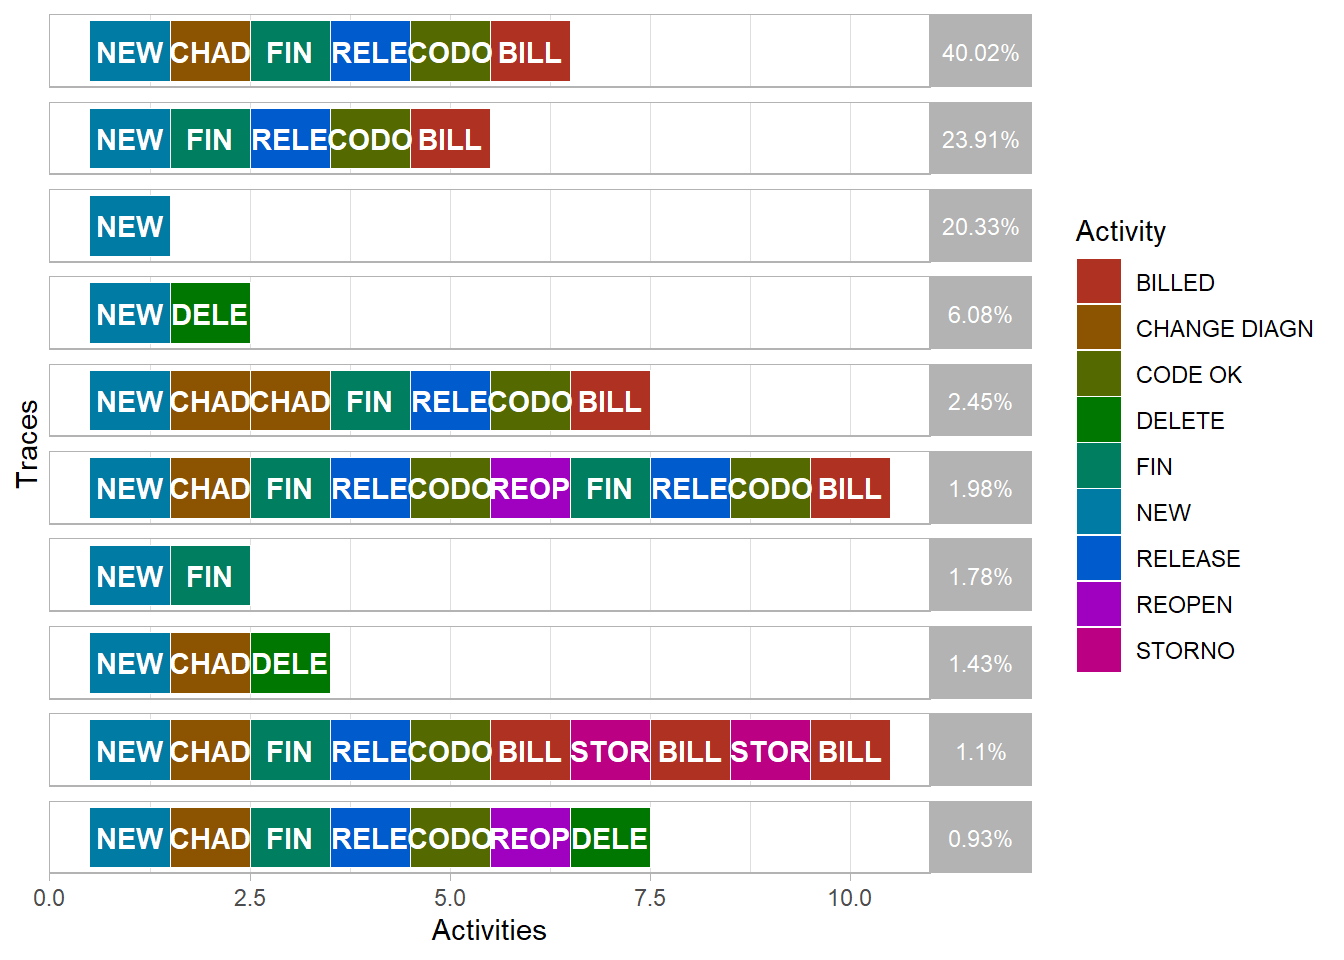 NEW CHAD FIN RELE CODO BILL 40.02%
NEW FIN RELE CODO BILL 23.91%
NEW 20.33%
NEW DELE 6.08%
NEW CHAD CHAD FIN RELE CODO BILL 2.45%
NEW CHAD FIN RELE CODO REOP FIN RELE CODO BILL 1.98%
NEW FIN 1.78%
NEW CHAD DELE 1.43%
NEW CHAD FIN RELE CODO BILL STOR BILL STOR BILL 1.1%
NEW CHAD FIN RELE CODO REOP DELE 0.93%
0.0 2.5 5.0 7.5 10.0
Activities
Traces
Activity
BILLED
CHANGE DIAGN
CODE OK
DELETE
FIN
NEW
RELEASE
REOPEN
STORNO